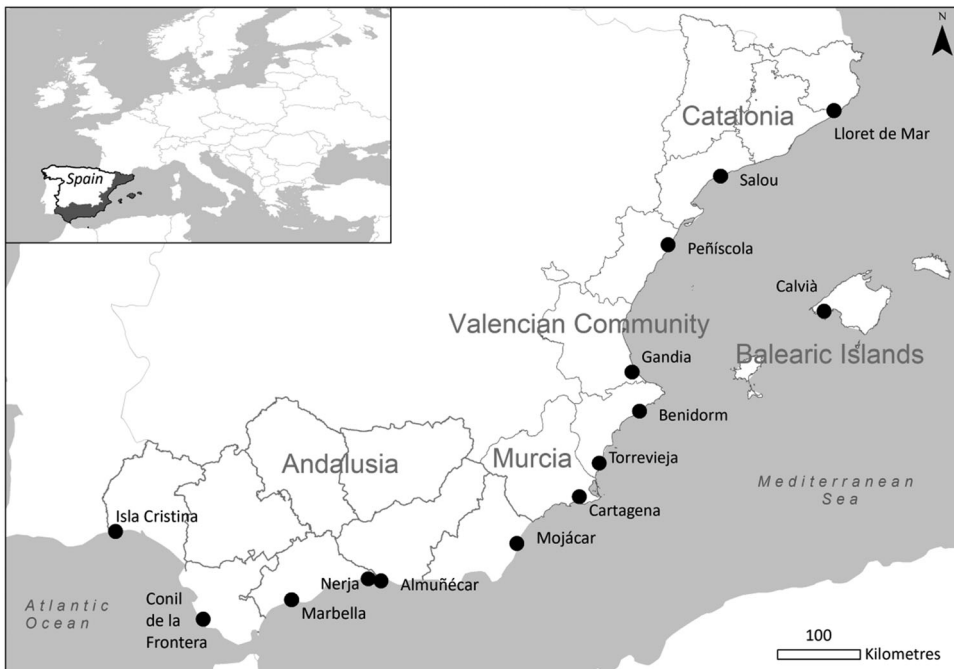 N
Spain
Catalonia
Lloret de Mar
Salou
Peñíscola
Calvià
Valencian Community
Gandia
Balearic Islands
Benidorm
Andalusia
Murcia
Torrevieja
Mediterranean
Sea
Cartagena
Isla Cristina
Mojácar
Nerja
Almuñécar
Marbella
Atlantic
Ocean
Conil
de la
Frontera
100
Kilometres